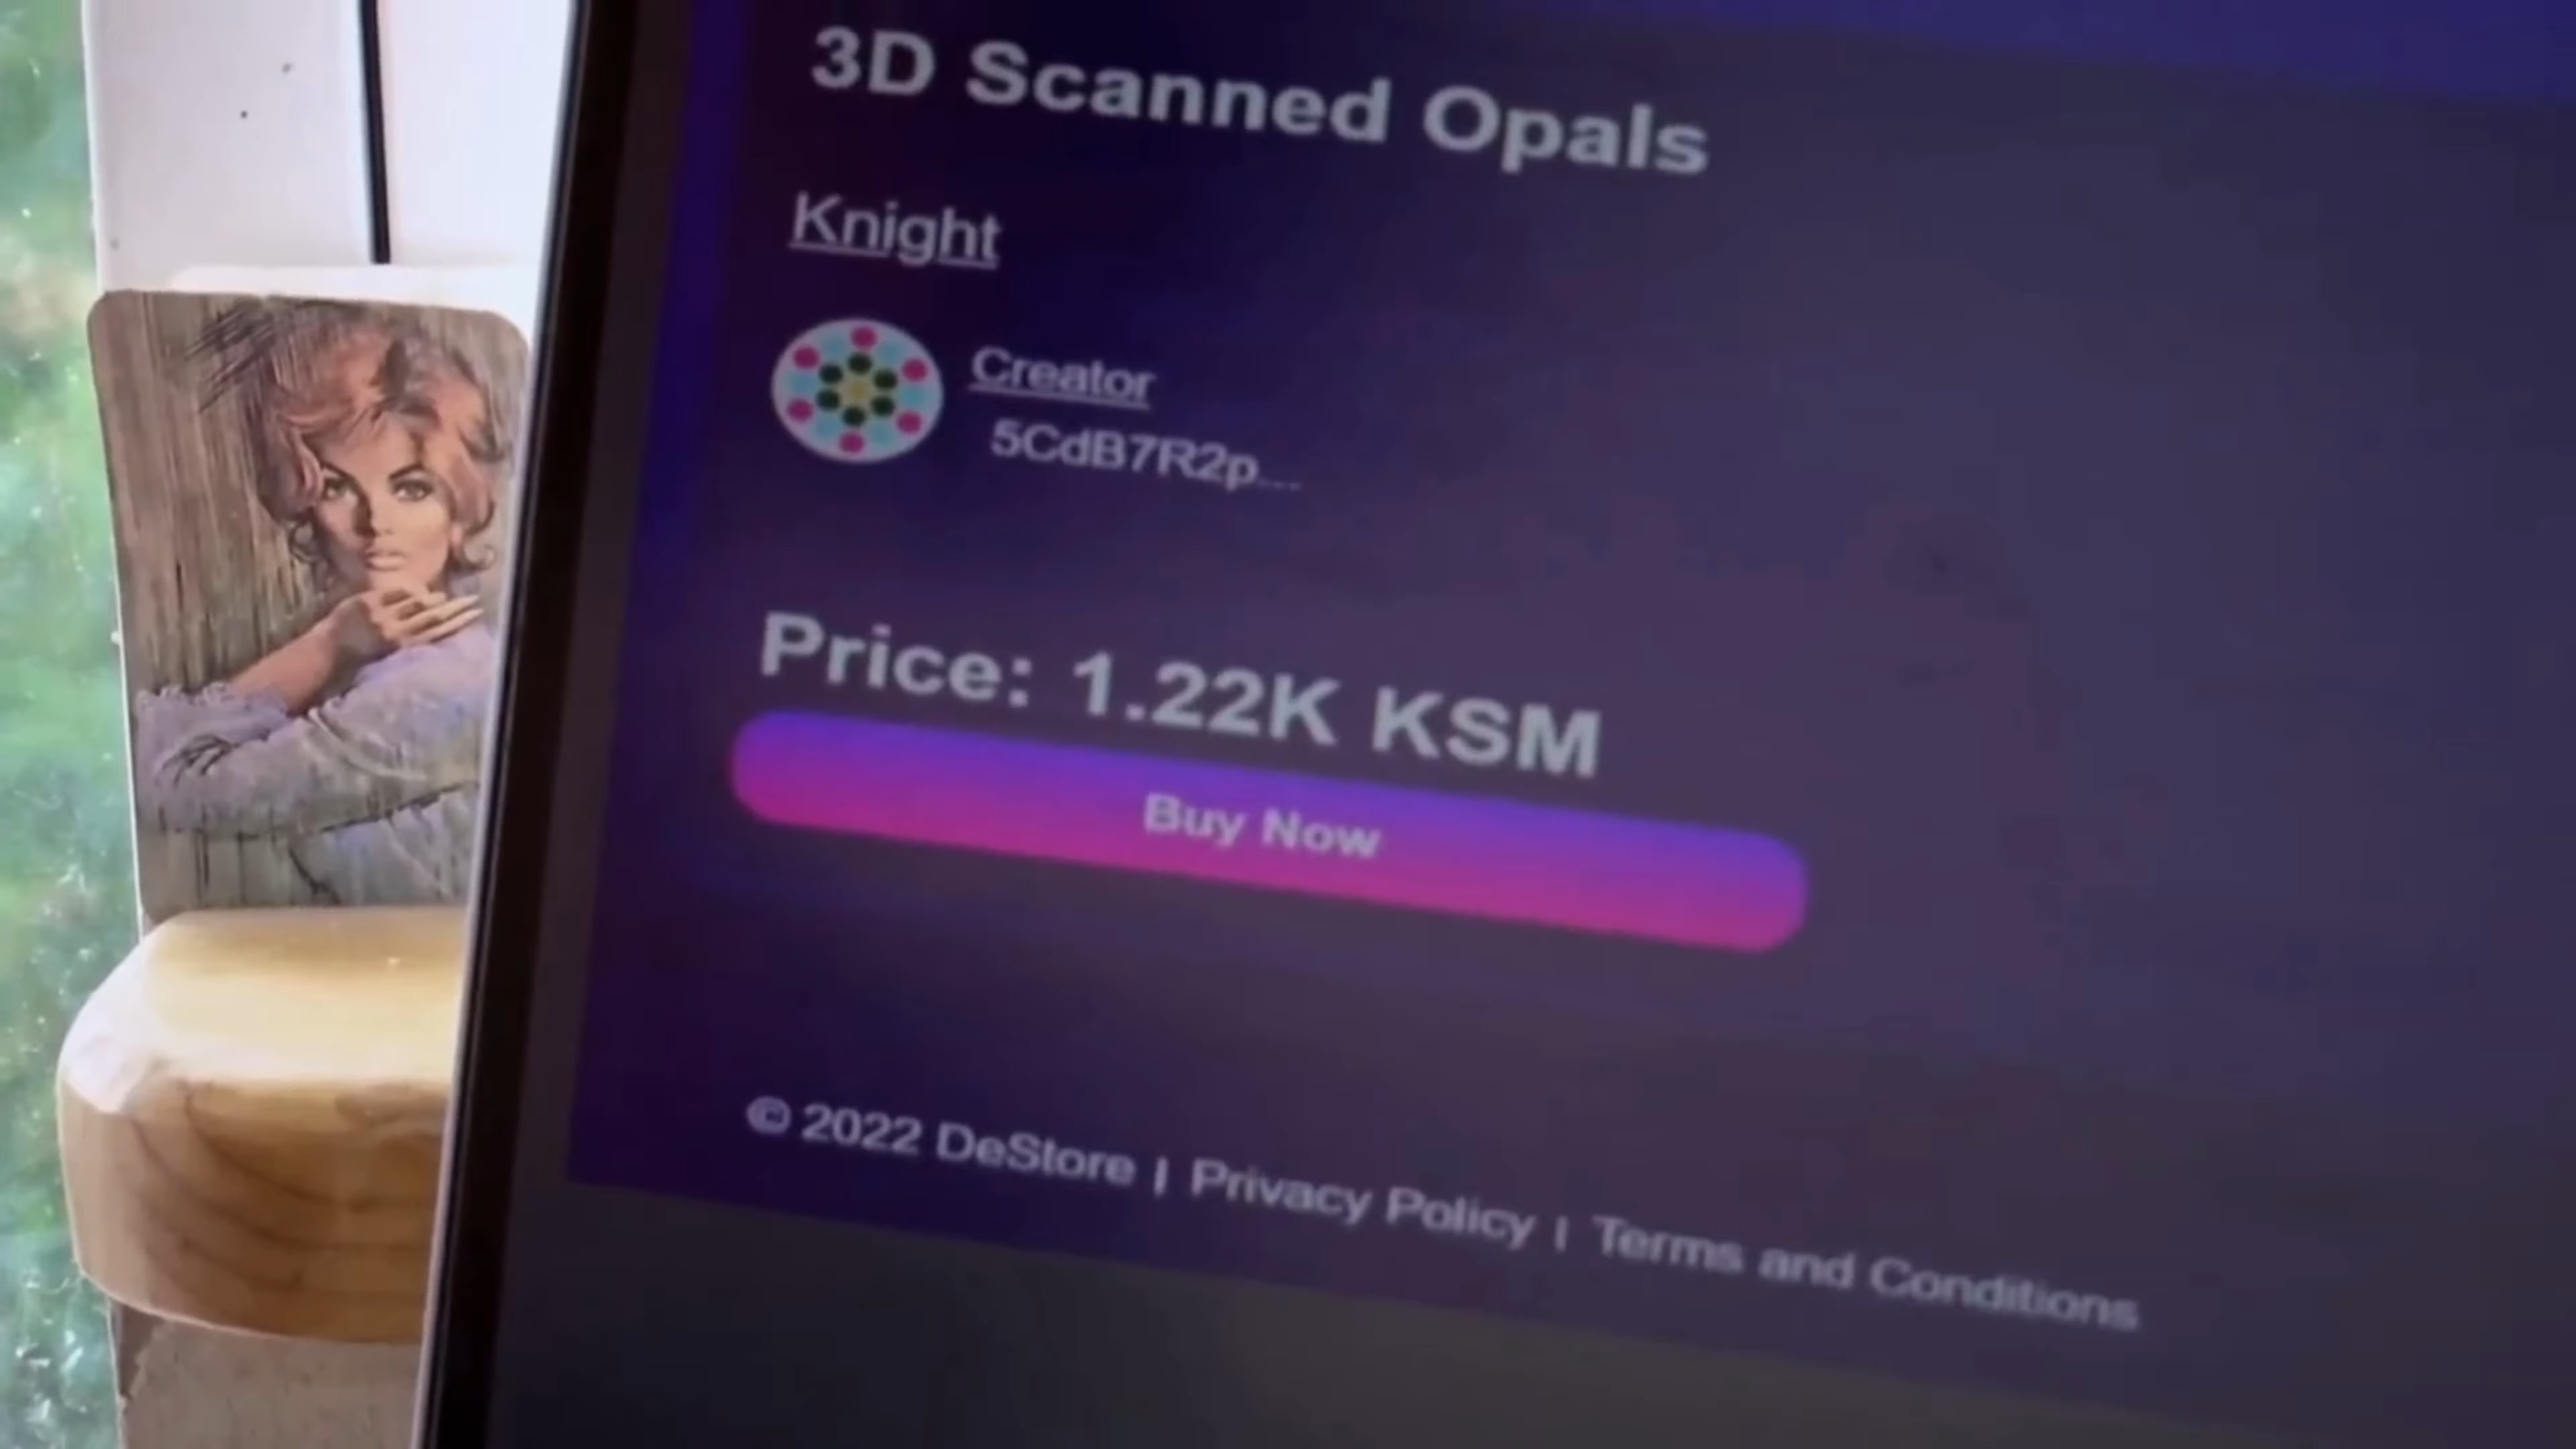 3D Scanned Opals
Knight
Creator
5CdB7R2p...
Price: 1.22K KSM
Buy Now
© 2022 DeStore | Privacy Policy | Terms and Conditions